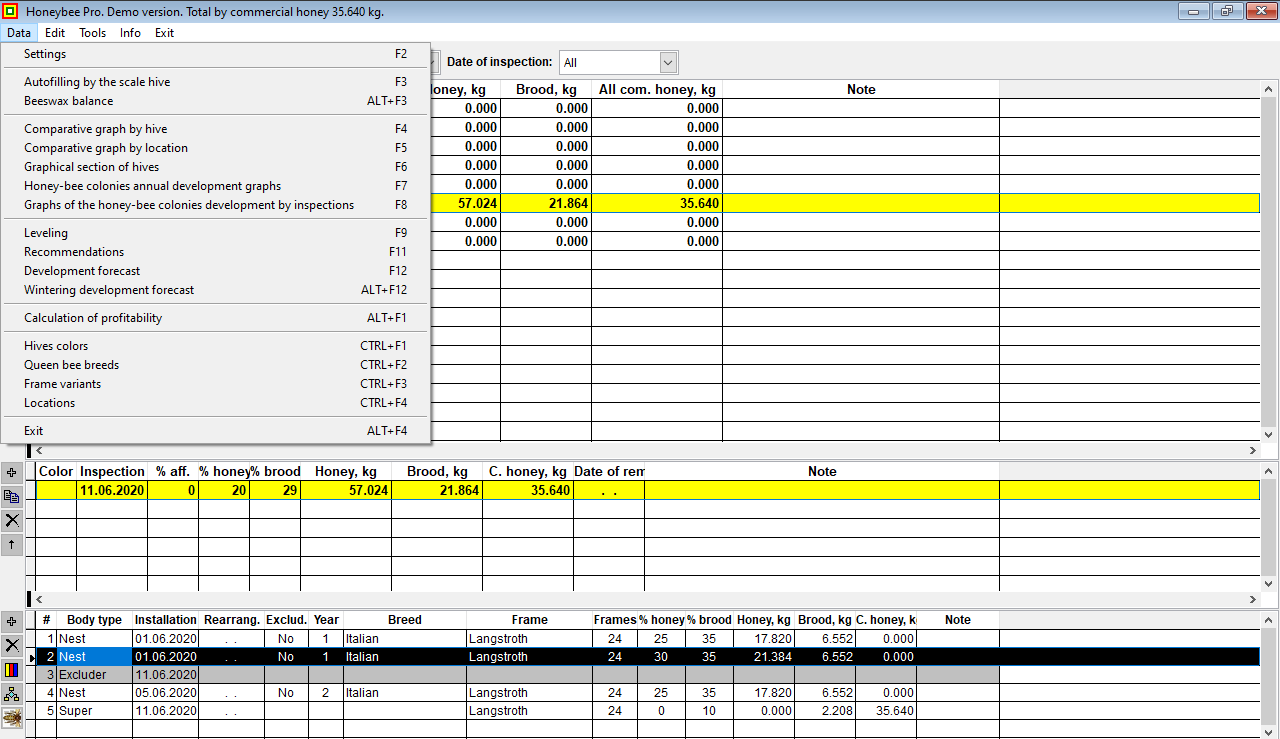 Honeybee Pro. Demo version. Total by commercial honey 35.640 kg.
Data Edit Tools Info Exit
Settings F2
Autofilling by the scale hive F3
Beeswax balance ALT+F3
Comparative graph by hive F4
Comparative graph by location F5
Graphical section of hives F6
Honey-bee colonies annual development graphs F7
Graphs of the honey-bee colonies development by inspections F8
Leveling F9
Recommendations F11
Development forecast F12
Wintering development forecast ALT+F12
Calculation of profitability ALT+F1
Hives colors CTRL+F1
Queen bee breeds CTRL+F2
Frame variants CTRL+F3
Locations CTRL+F4
Exit ALT+F4
Date of inspection: All
Honey, kg Brood, kg All com. honey, kg Note
0.000 0.000 0.000
0.000 0.000 0.000
0.000 0.000 0.000
0.000 0.000 0.000
0.000 0.000 0.000
57.024 21.864 35.640
0.000 0.000 0.000
0.000 0.000 0.000
Color Inspection % aff. % honey % brood Honey, kg Brood, kg C. honey, kg Date of rem Note
11.06.2020 0 20 29 57.024 21.864 35.640 . .
# Body type Installation Rearrang. Exclud. Year Breed Frame Frames % honey % brood Honey, kg Brood, kg C. honey, k Note
1 Nest 01.06.2020 . . No 1 Italian Langstroth 24 25 35 17.820 6.552 0.000
2 Nest 01.06.2020 . . No 1 Italian Langstroth 24 30 35 21.384 6.552 0.000
3 Excluder 11.06.2020
4 Nest 05.06.2020 . . No 2 Italian Langstroth 24 25 35 17.820 6.552 0.000
5 Super 11.06.2020 . . Langstroth 24 0 10 0.000 2.208 35.640